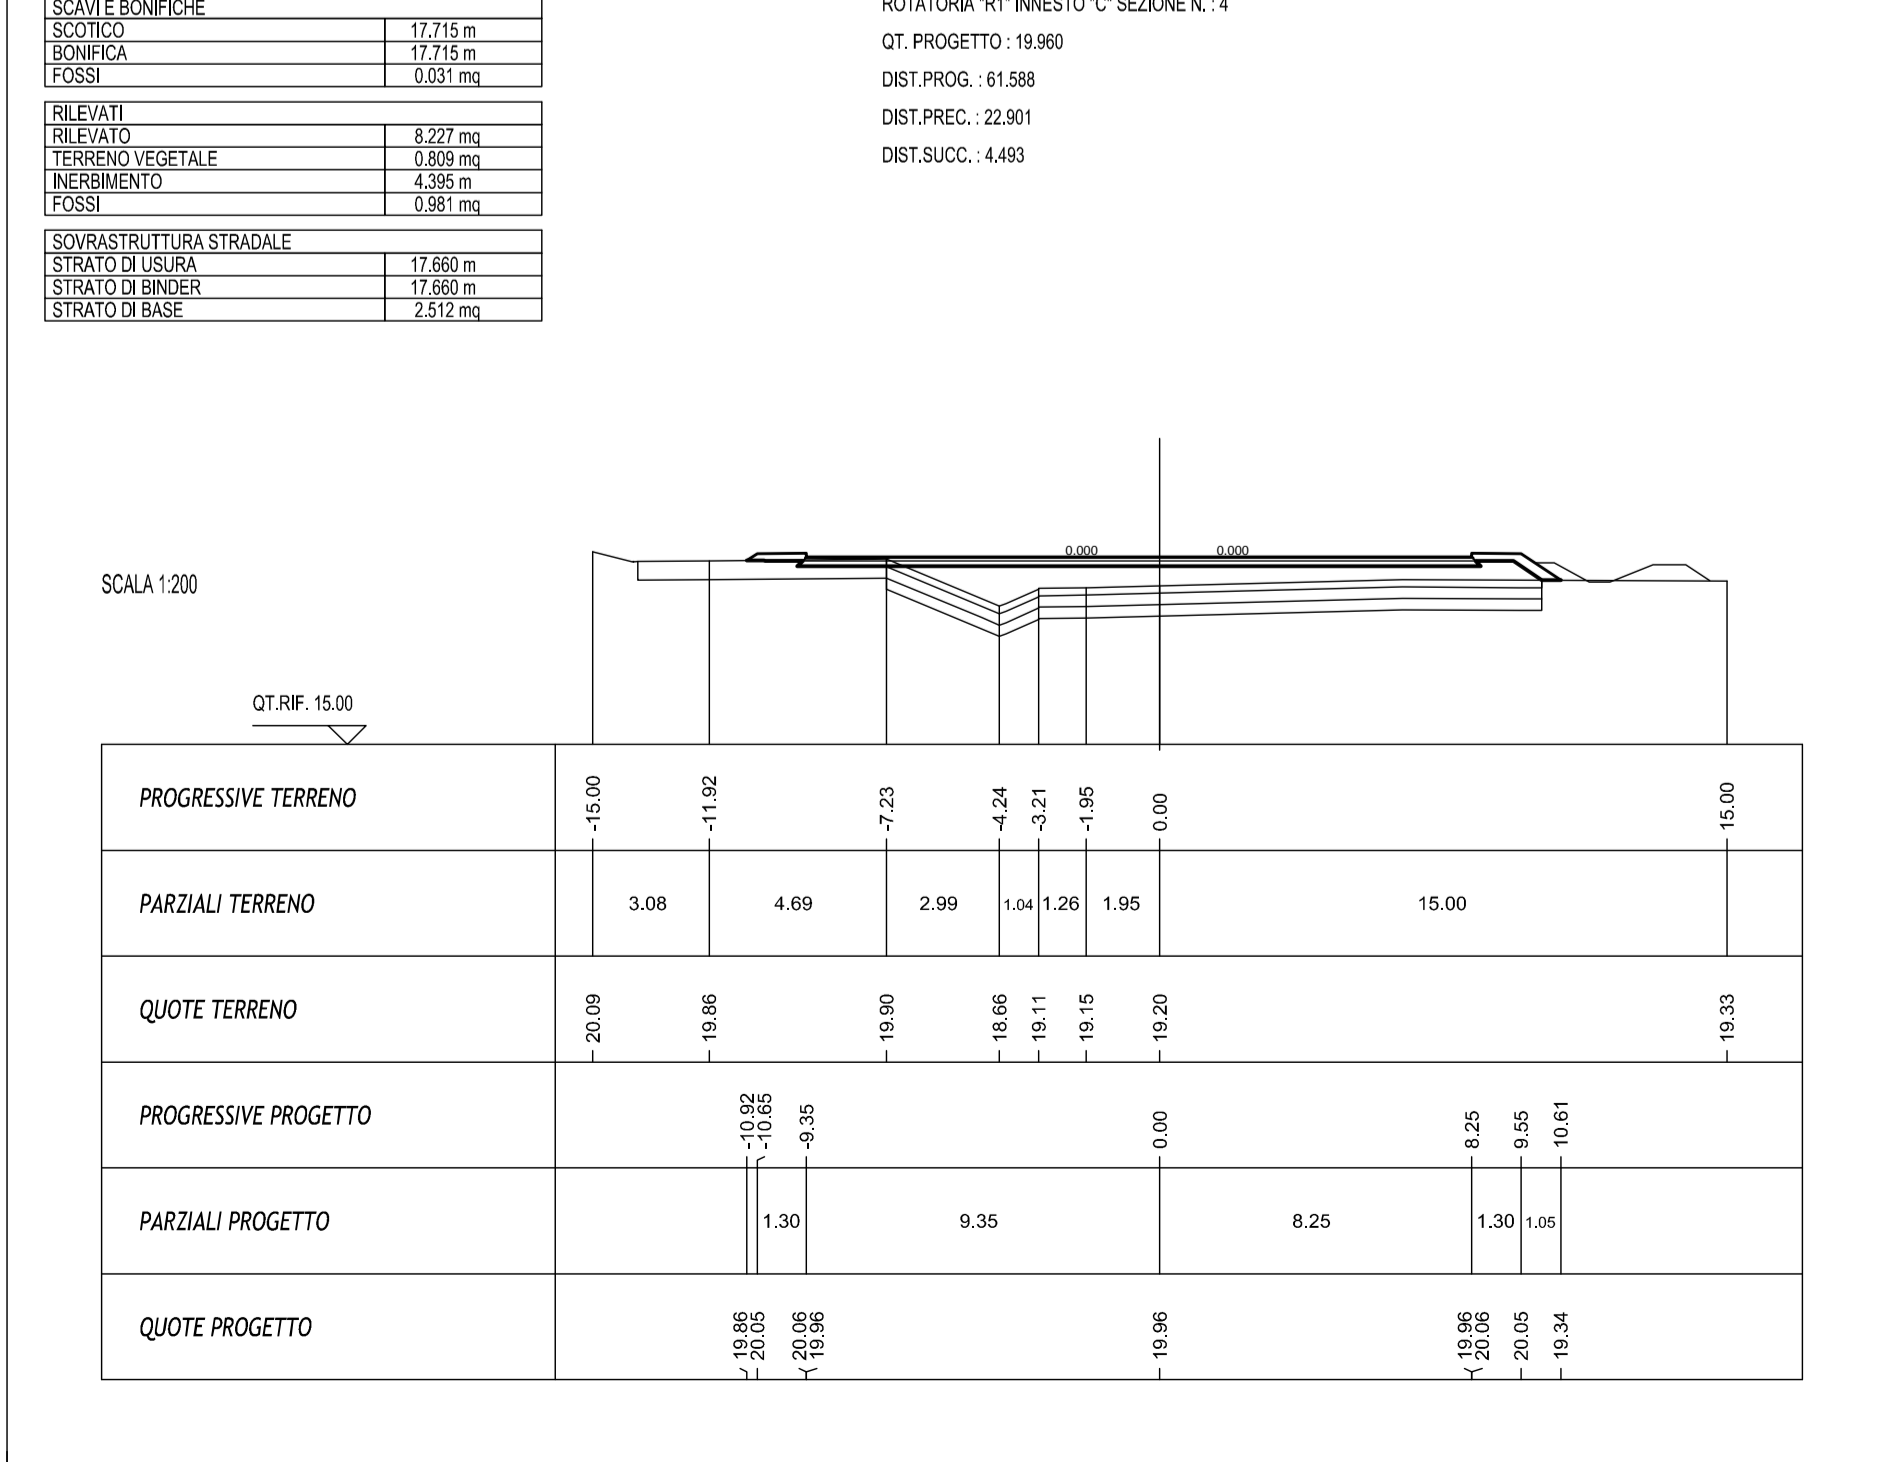 SCAVI E BONIFICHE
SCOTICO 17.715 m
BONIFICA 17.715 m
FOSSI 0.031 mq
RILEVATI
RILEVATO 8.227 mq
TERRENO VEGETALE 0.809 mq
INERBIMENTO 4.395 m
FOSSI 0.981 mq
SOVRASTRUTTURA STRADALE
STRATO DI USURA 17.660 m
STRATO DI BINDER 17.660 m
STRATO DI BASE 2.512 mq
ROTATORIA "R1" INNESTO "C" SEZIONE N. : 4
QT. PROGETTO : 19.960
DIST.PROG. : 61.588
DIST.PREC. : 22.901
DIST.SUCC. : 4.493
0.000 0.000
SCALA 1:200
QT.RIF. 15.00
PROGRESSIVE TERRENO -15.00 -11.92 -7.23 -4.24 -3.21 -1.95 0.00 15.00
PARZIALI TERRENO 3.08 4.69 2.99 1.04 1.26 1.95 15.00
QUOTE TERRENO 20.09 19.86 19.90 18.66 19.11 19.15 19.20 19.33
PROGRESSIVE PROGETTO -10.92 -10.65 -9.35 0.00 8.25 9.55 10.61
PARZIALI PROGETTO 1.30 9.35 8.25 1.30 1.05
QUOTE PROGETTO 19.86 20.05 20.06 19.96 19.96 19.96 20.06 20.05 19.34